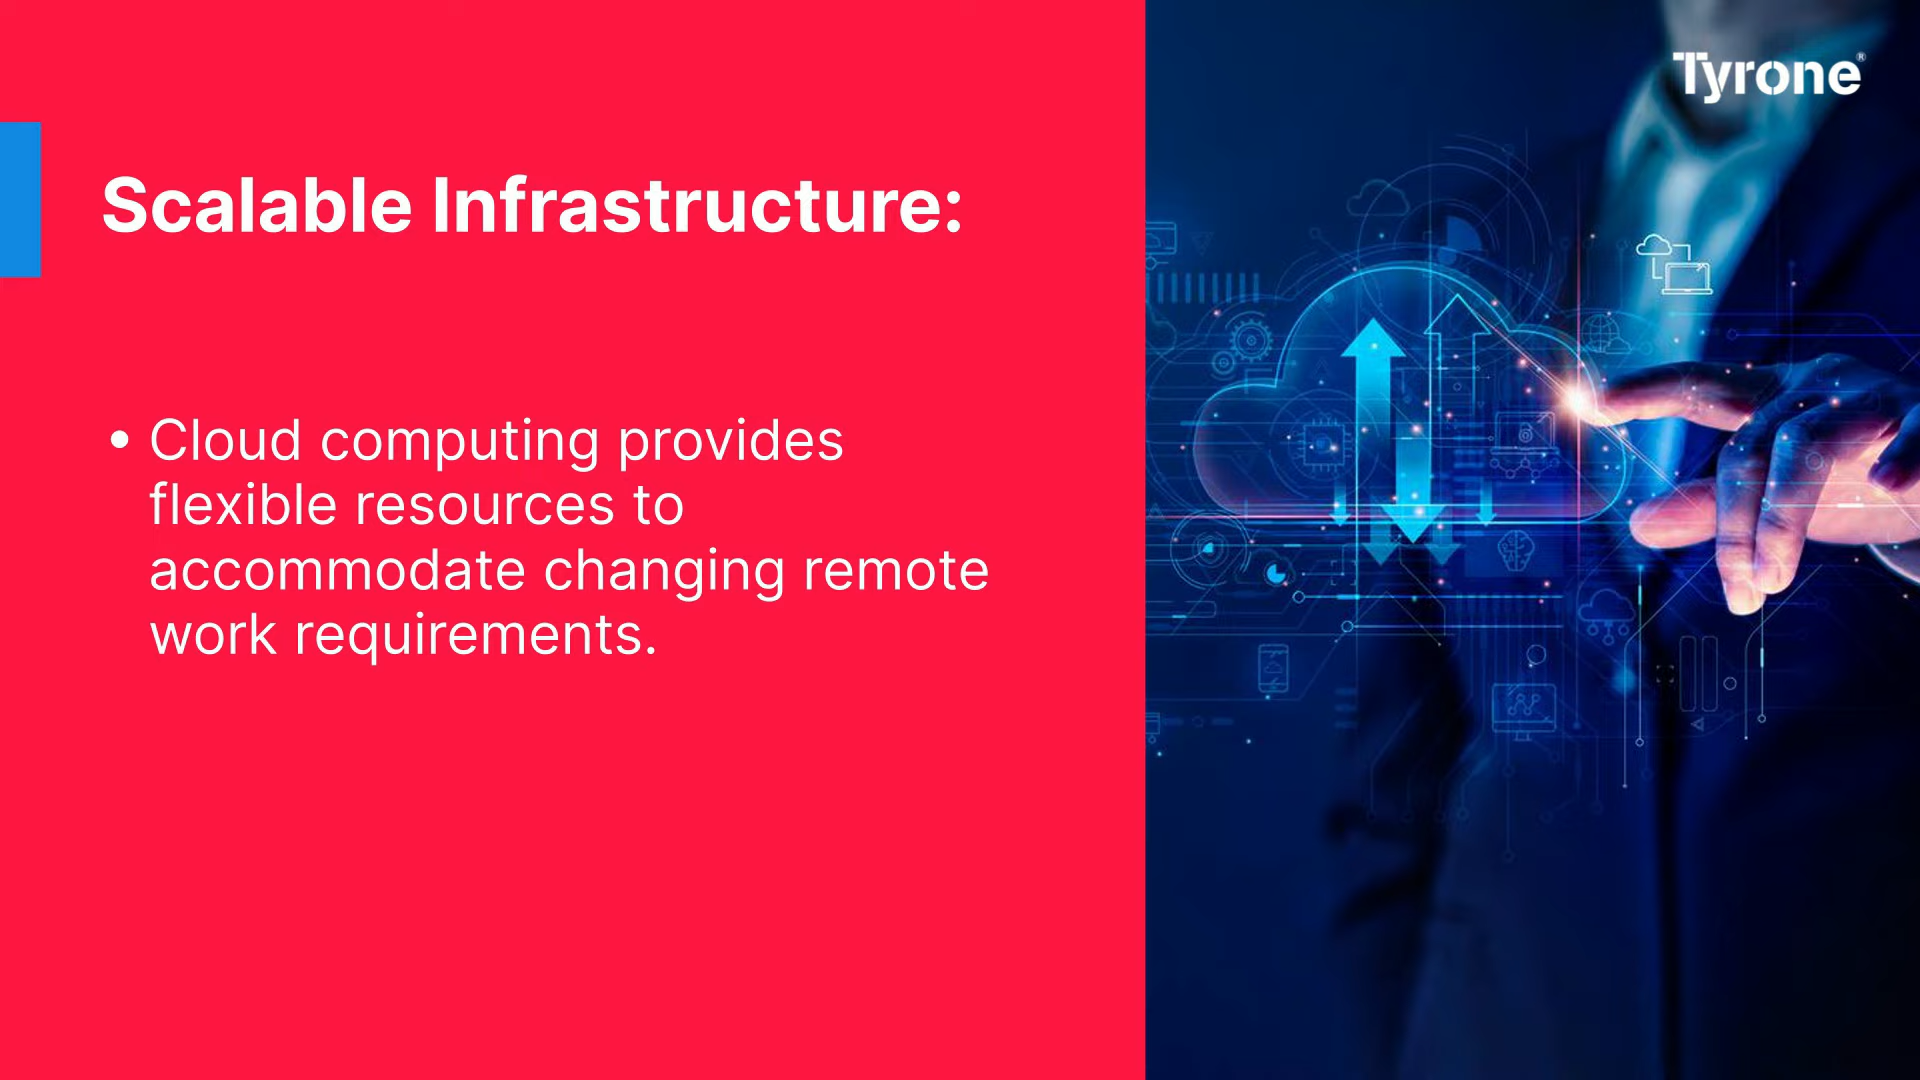 Tyrone®
Scalable Infrastructure:
• Cloud computing provides
flexible resources to
accommodate changing remote
work requirements.